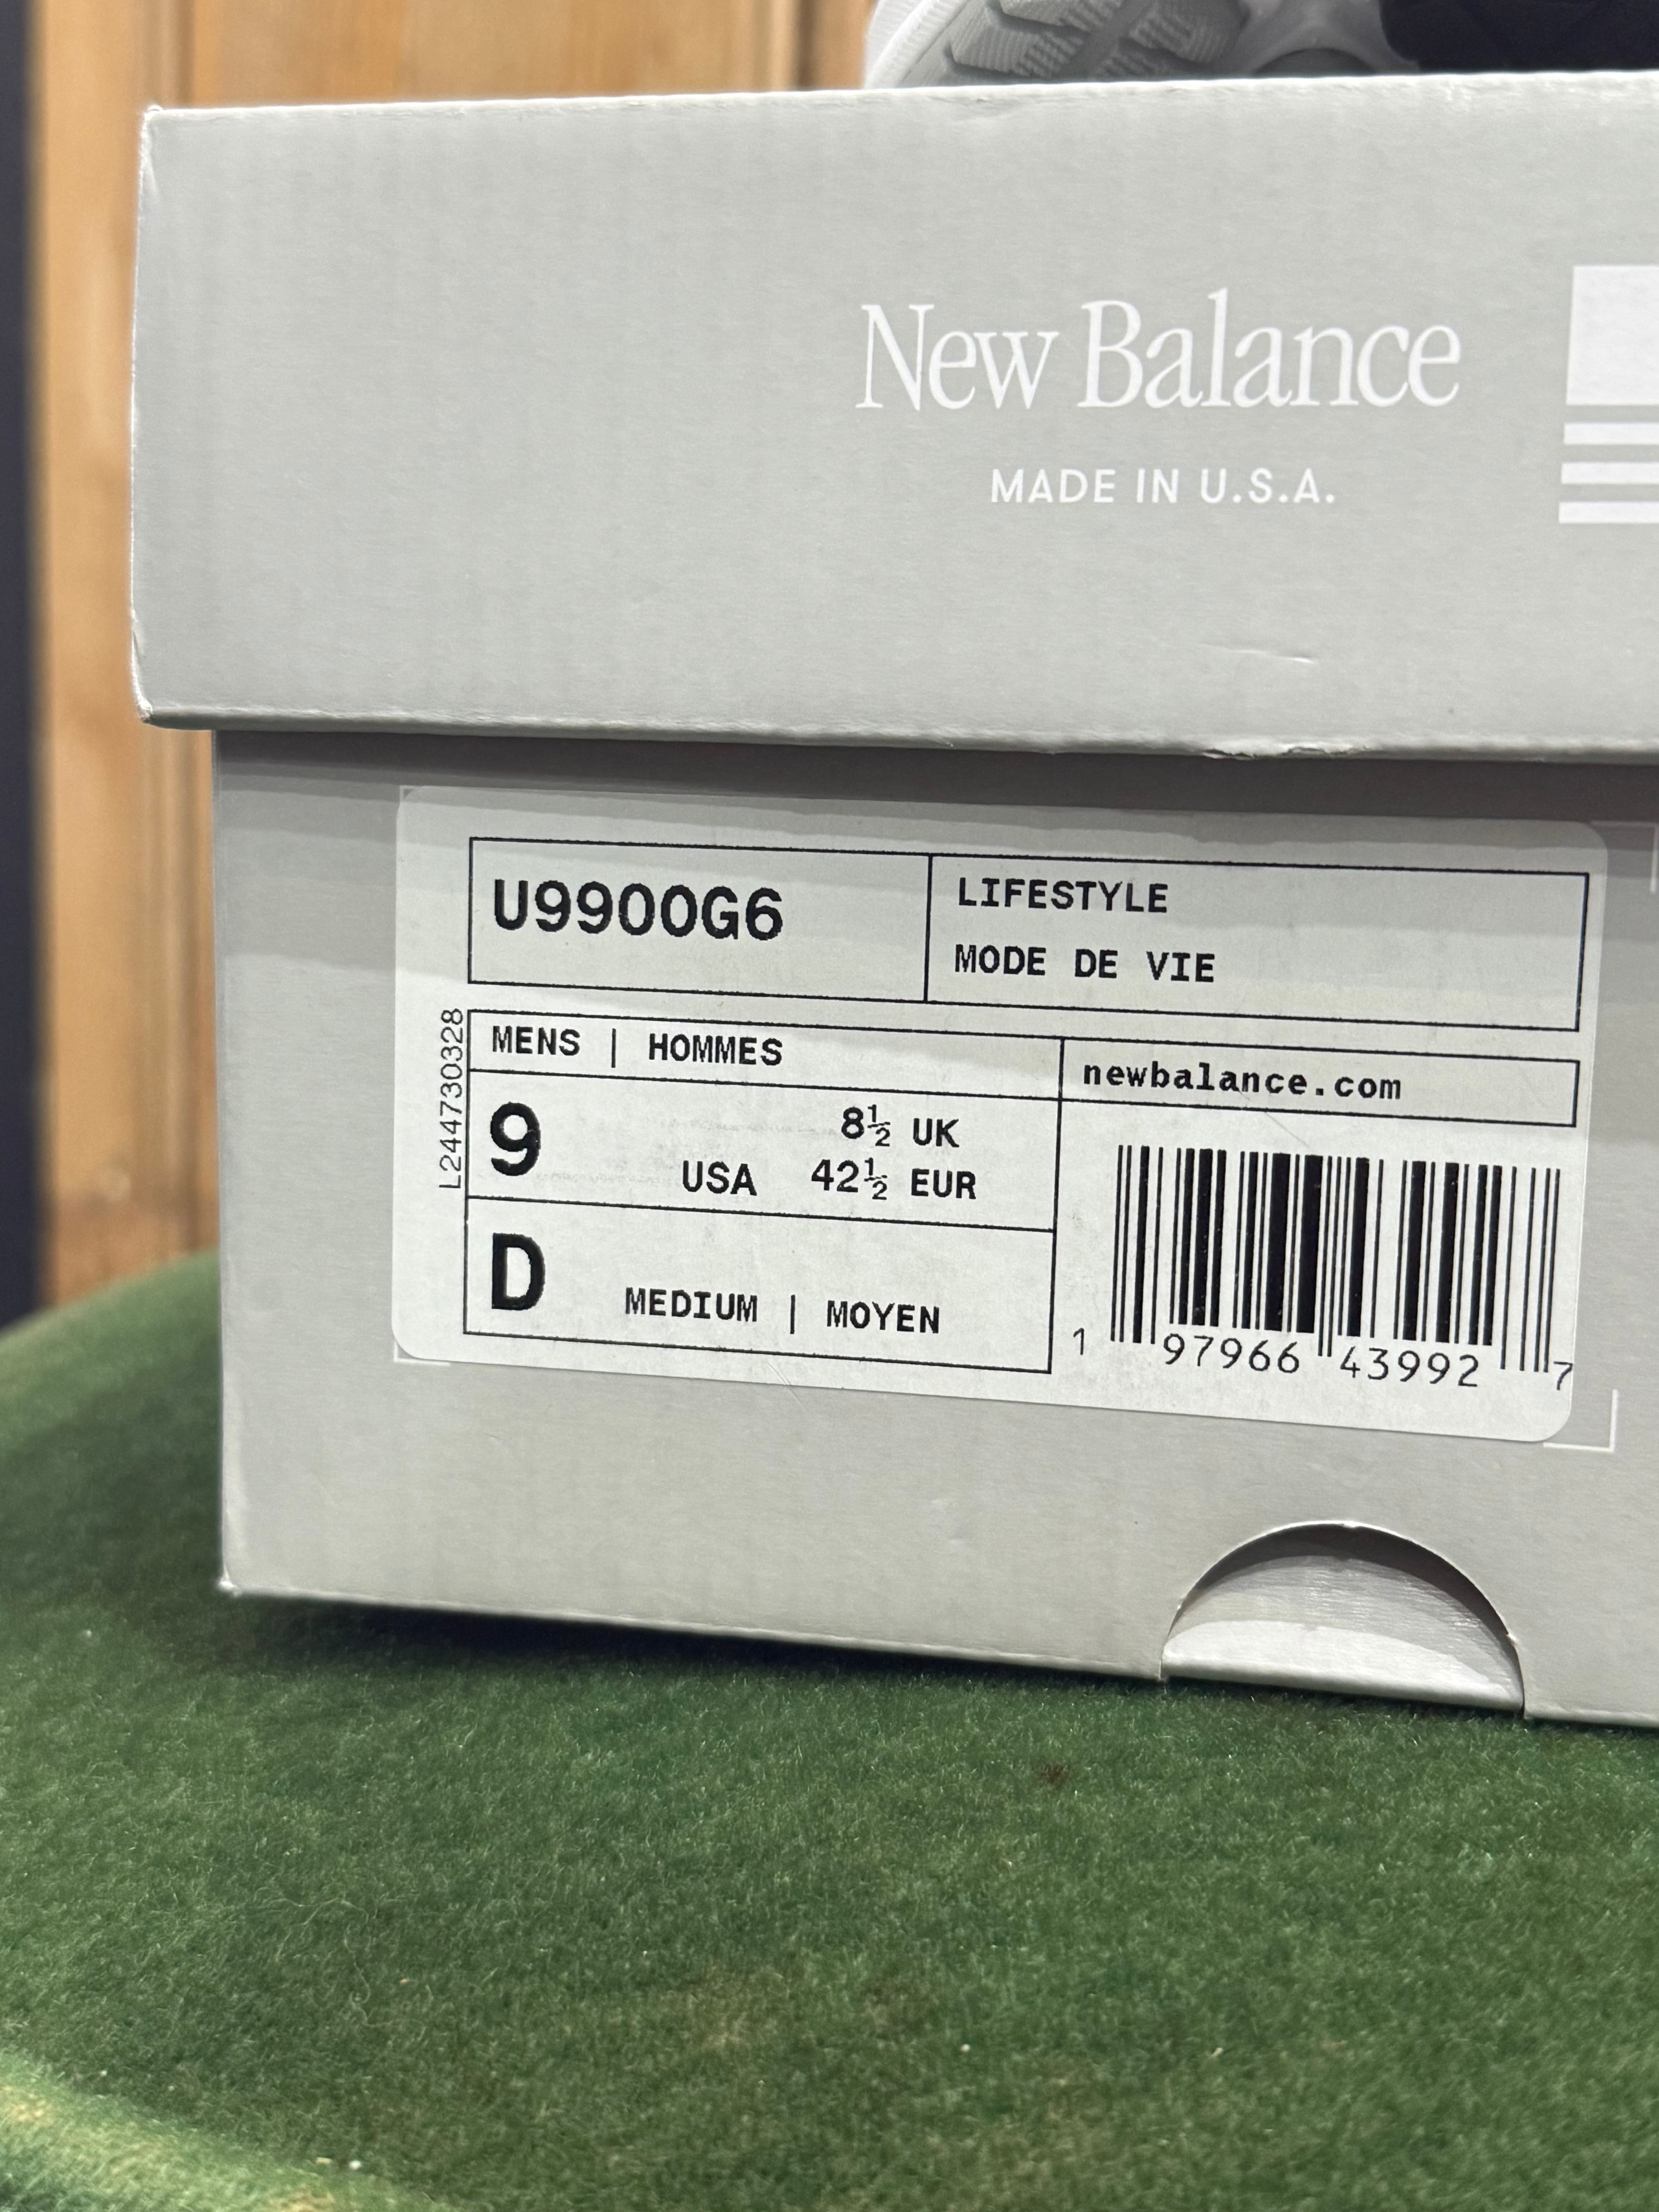 New Balance
MADE IN U.S.A.
U9900G6
LIFESTYLE
MODE DE VIE
L244730328
MENS | HOMMES
newbalance.com
9 USA
8½ UK
42½ EUR
D MEDIUM | MOYEN
1 97966 43992 7